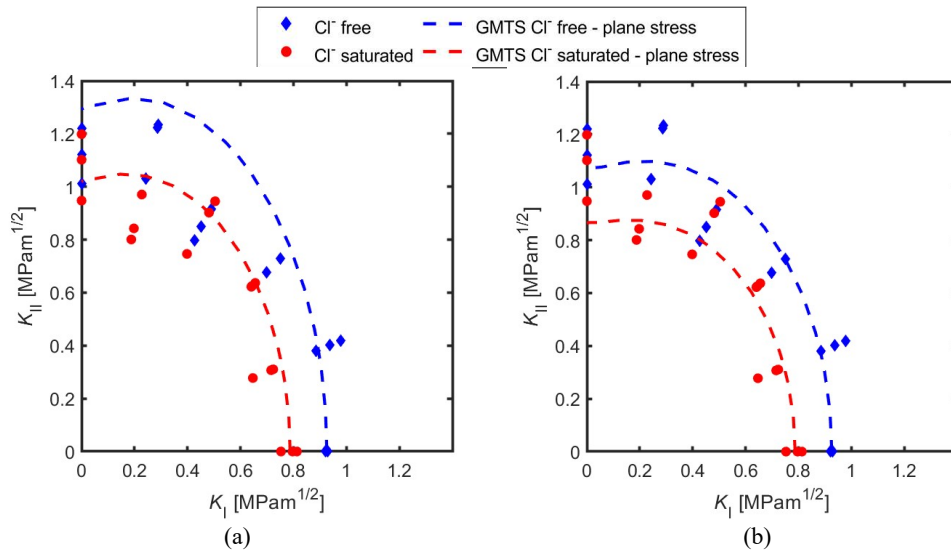 Cl⁻ free
GMTS Cl⁻ free - plane stress
Cl⁻ saturated
GMTS Cl⁻ saturated - plane stress
1.4
1.2
1
0.8
0.6
0.4
0.2
0
K_II [MPam^1/2]
0 0.2 0.4 0.6 0.8 1 1.2
K_I [MPam^1/2]
(a)
1.4
1.2
1
0.8
0.6
0.4
0.2
0
K_II [MPam^1/2]
0 0.2 0.4 0.6 0.8 1 1.2
K_I [MPam^1/2]
(b)